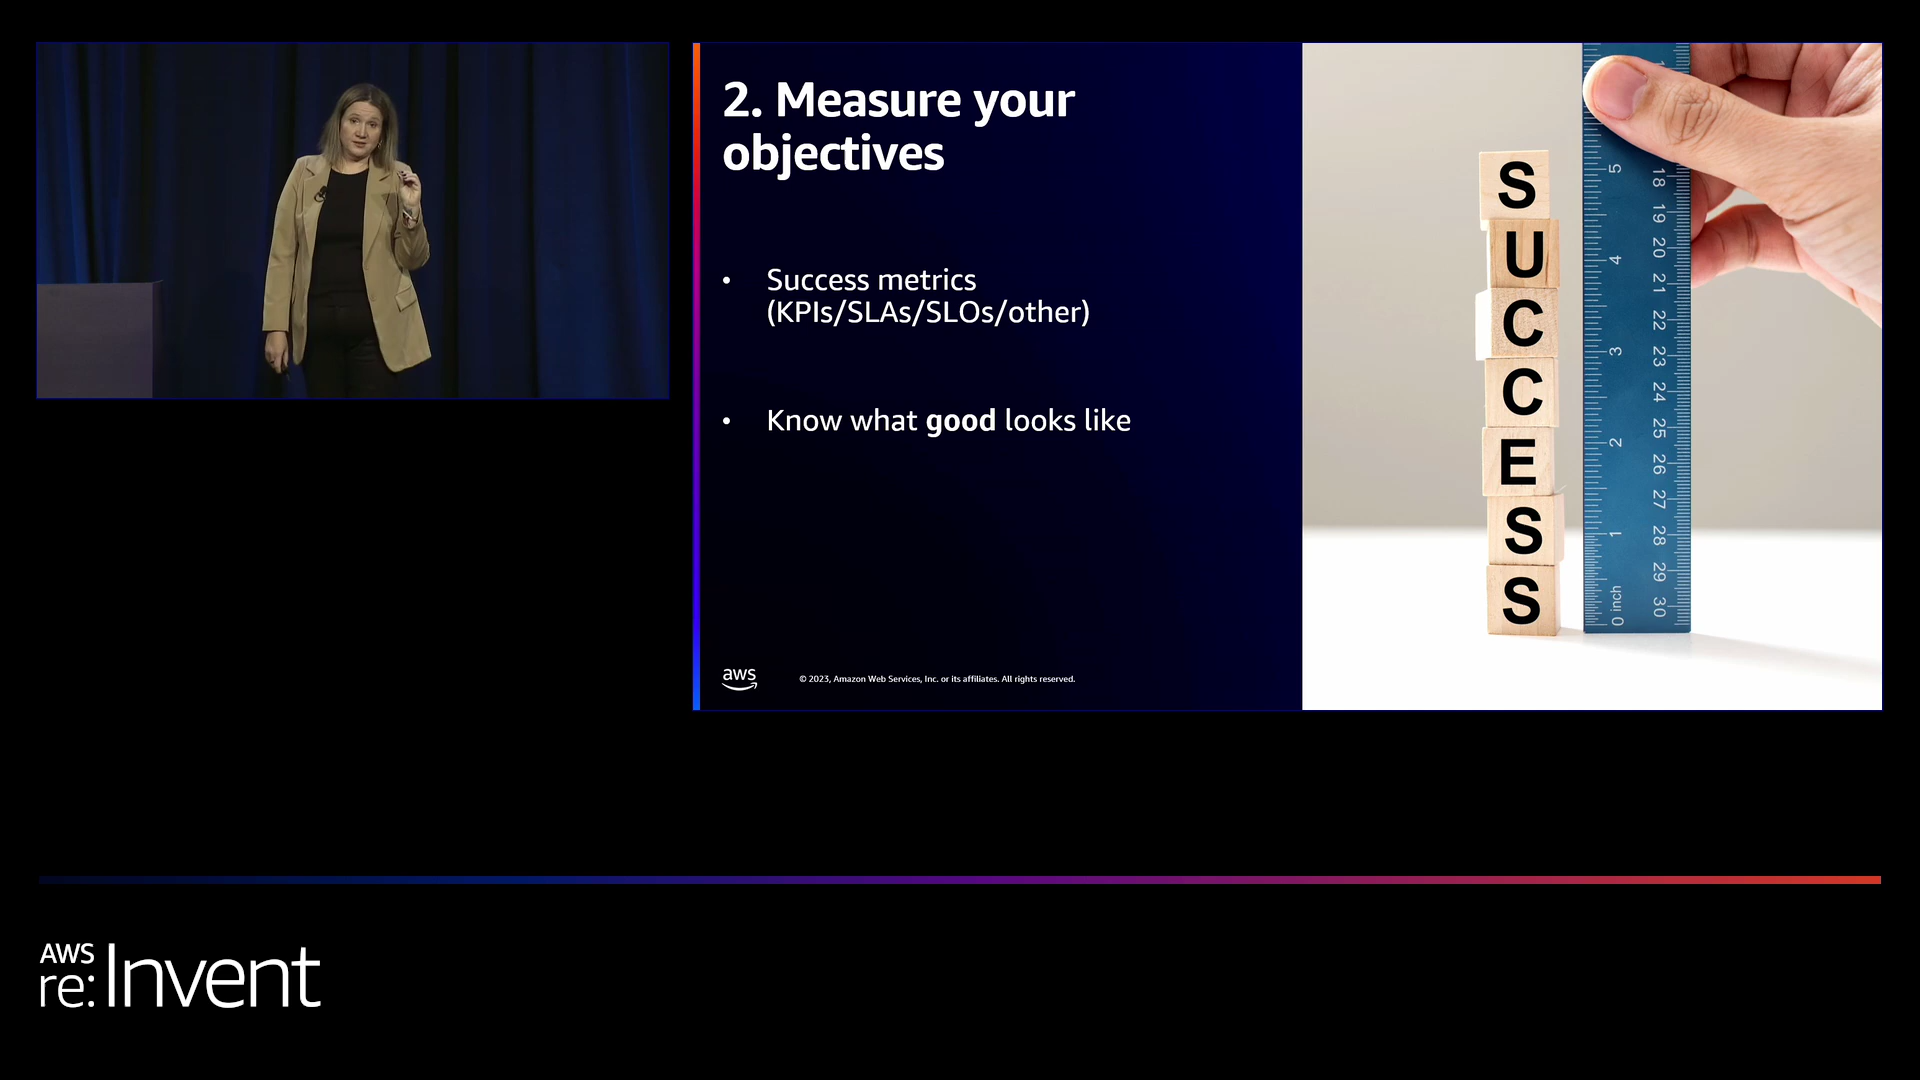 2. Measure your
objectives
• Success metrics
(KPIs/SLAs/SLOs/other)
• Know what good looks like
aws
© 2023, Amazon Web Services, Inc. or its affiliates. All rights reserved.
S
U
C
C
E
S
S
5
4
3
2
1
0 inch
18
19
20
21
22
23
24
25
26
27
28
29
30
AWS
re:Invent